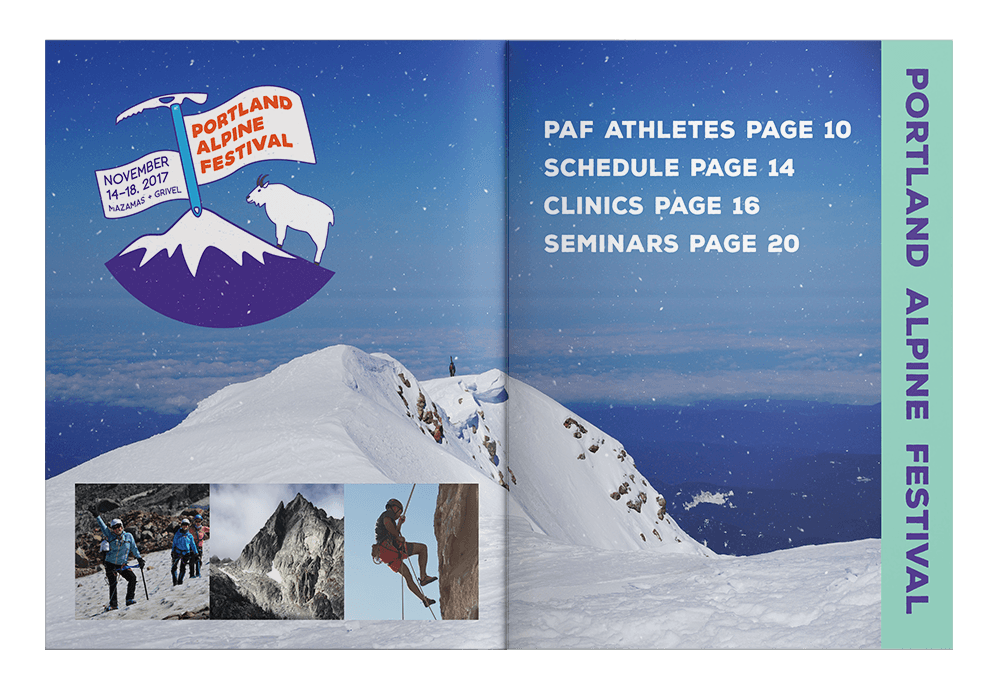 PORTLAND
ALPINE
FESTIVAL
NOVEMBER
14-18. 2017
MAZAMAS + GRIVEL
PAF ATHLETES PAGE 10
SCHEDULE PAGE 14
CLINICS PAGE 16
SEMINARS PAGE 20
PORTLAND ALPINE FESTIVAL